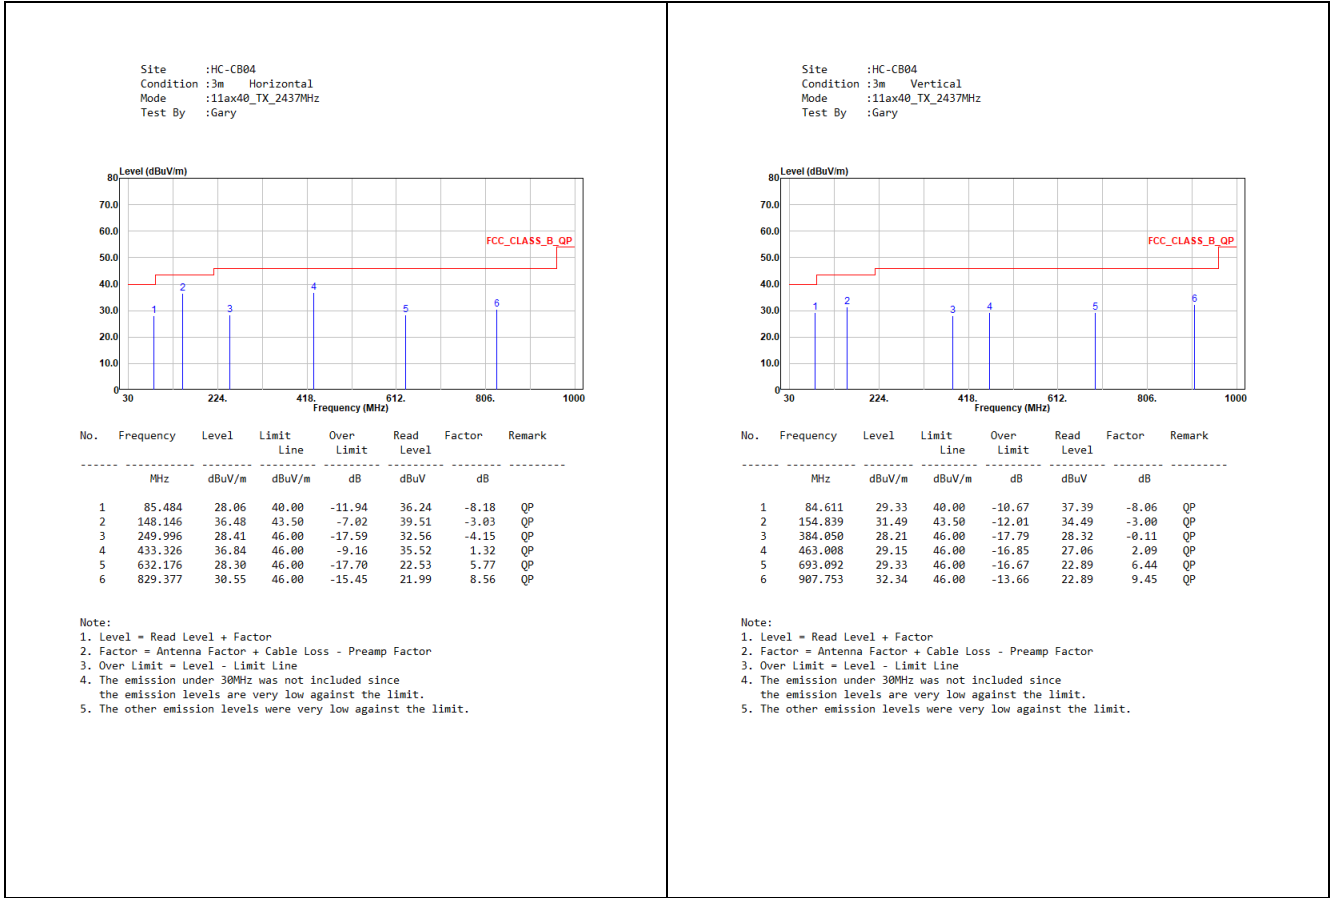 Site      :HC-CB04
Condition :3m    Horizontal
Mode      :11ax40_TX_2437MHz
Test By   :Gary
Level (dBuV/m)
80
70.0
60.0
FCC_CLASS_B_QP
50.0
40.0
30.0
20.0
10.0
0
1 2 3 4 5 6
30 224. 418. 612. 806. 1000
Frequency (MHz)
No. Frequency Level Limit Over Read Factor Remark
Line Limit Level
------ ----------- -------- --------- --------- -------- -------- ---------
MHz dBuV/m dBuV/m dB dBuV dB
1 85.484 28.06 40.00 -11.94 36.24 -8.18 QP
2 148.146 36.48 43.50 -7.02 39.51 -3.03 QP
3 249.996 28.41 46.00 -17.59 32.56 -4.15 QP
4 433.326 36.84 46.00 -9.16 35.52 1.32 QP
5 632.176 28.30 46.00 -17.70 22.53 5.77 QP
6 829.377 30.55 46.00 -15.45 21.99 8.56 QP
Note:
1. Level = Read Level + Factor
2. Factor = Antenna Factor + Cable Loss - Preamp Factor
3. Over Limit = Level - Limit Line
4. The emission under 30MHz was not included since
the emission levels are very low against the limit.
5. The other emission levels were very low against the limit.
Site      :HC-CB04
Condition :3m    Vertical
Mode      :11ax40_TX_2437MHz
Test By   :Gary
Level (dBuV/m)
80
70.0
60.0
FCC_CLASS_B_QP
50.0
40.0
30.0
20.0
10.0
0
1 2 3 4 5 6
30 224. 418. 612. 806. 1000
Frequency (MHz)
No. Frequency Level Limit Over Read Factor Remark
Line Limit Level
------ ----------- -------- --------- --------- -------- -------- ---------
MHz dBuV/m dBuV/m dB dBuV dB
1 84.611 29.33 40.00 -10.67 37.39 -8.06 QP
2 154.839 31.49 43.50 -12.01 34.49 -3.00 QP
3 384.050 28.21 46.00 -17.79 28.32 -0.11 QP
4 463.008 29.15 46.00 -16.85 27.06 2.09 QP
5 693.092 29.33 46.00 -16.67 22.89 6.44 QP
6 907.753 32.34 46.00 -13.66 22.89 9.45 QP
Note:
1. Level = Read Level + Factor
2. Factor = Antenna Factor + Cable Loss - Preamp Factor
3. Over Limit = Level - Limit Line
4. The emission under 30MHz was not included since
the emission levels are very low against the limit.
5. The other emission levels were very low against the limit.